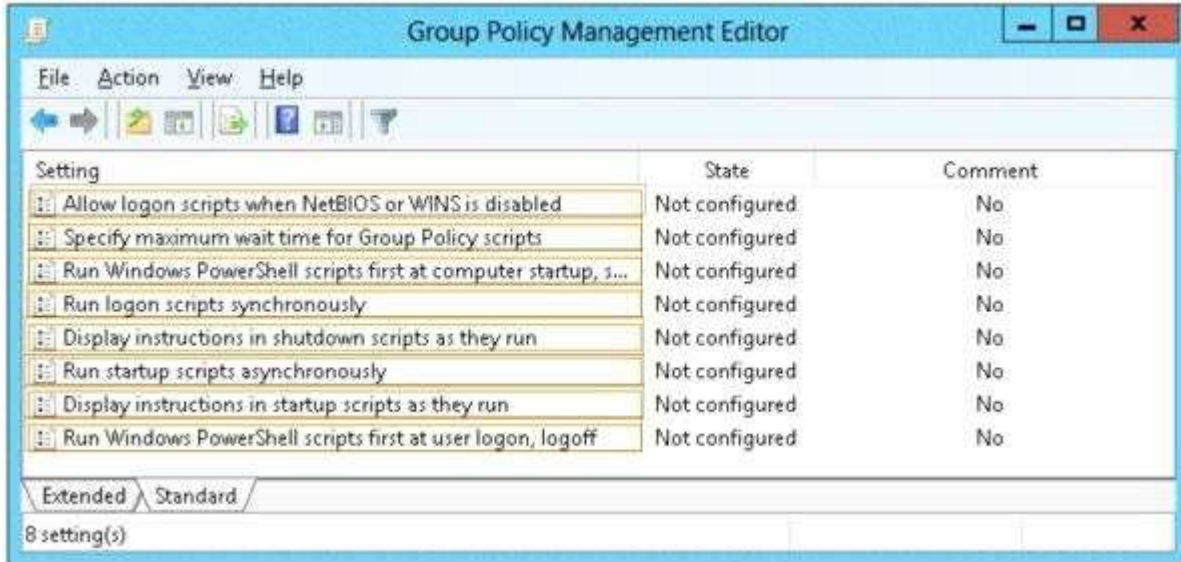 Group Policy Management Editor
File Action View Help
Setting State Comment
Allow logon scripts when NetBIOS or WINS is disabled Not configured No
Specify maximum wait time for Group Policy scripts Not configured No
Run Windows PowerShell scripts first at computer startup, s... Not configured No
Run logon scripts synchronously Not configured No
Display instructions in shutdown scripts as they run Not configured No
Run startup scripts asynchronously Not configured No
Display instructions in startup scripts as they run Not configured No
Run Windows PowerShell scripts first at user logon, logoff Not configured No
Extended Standard
8 setting(s)